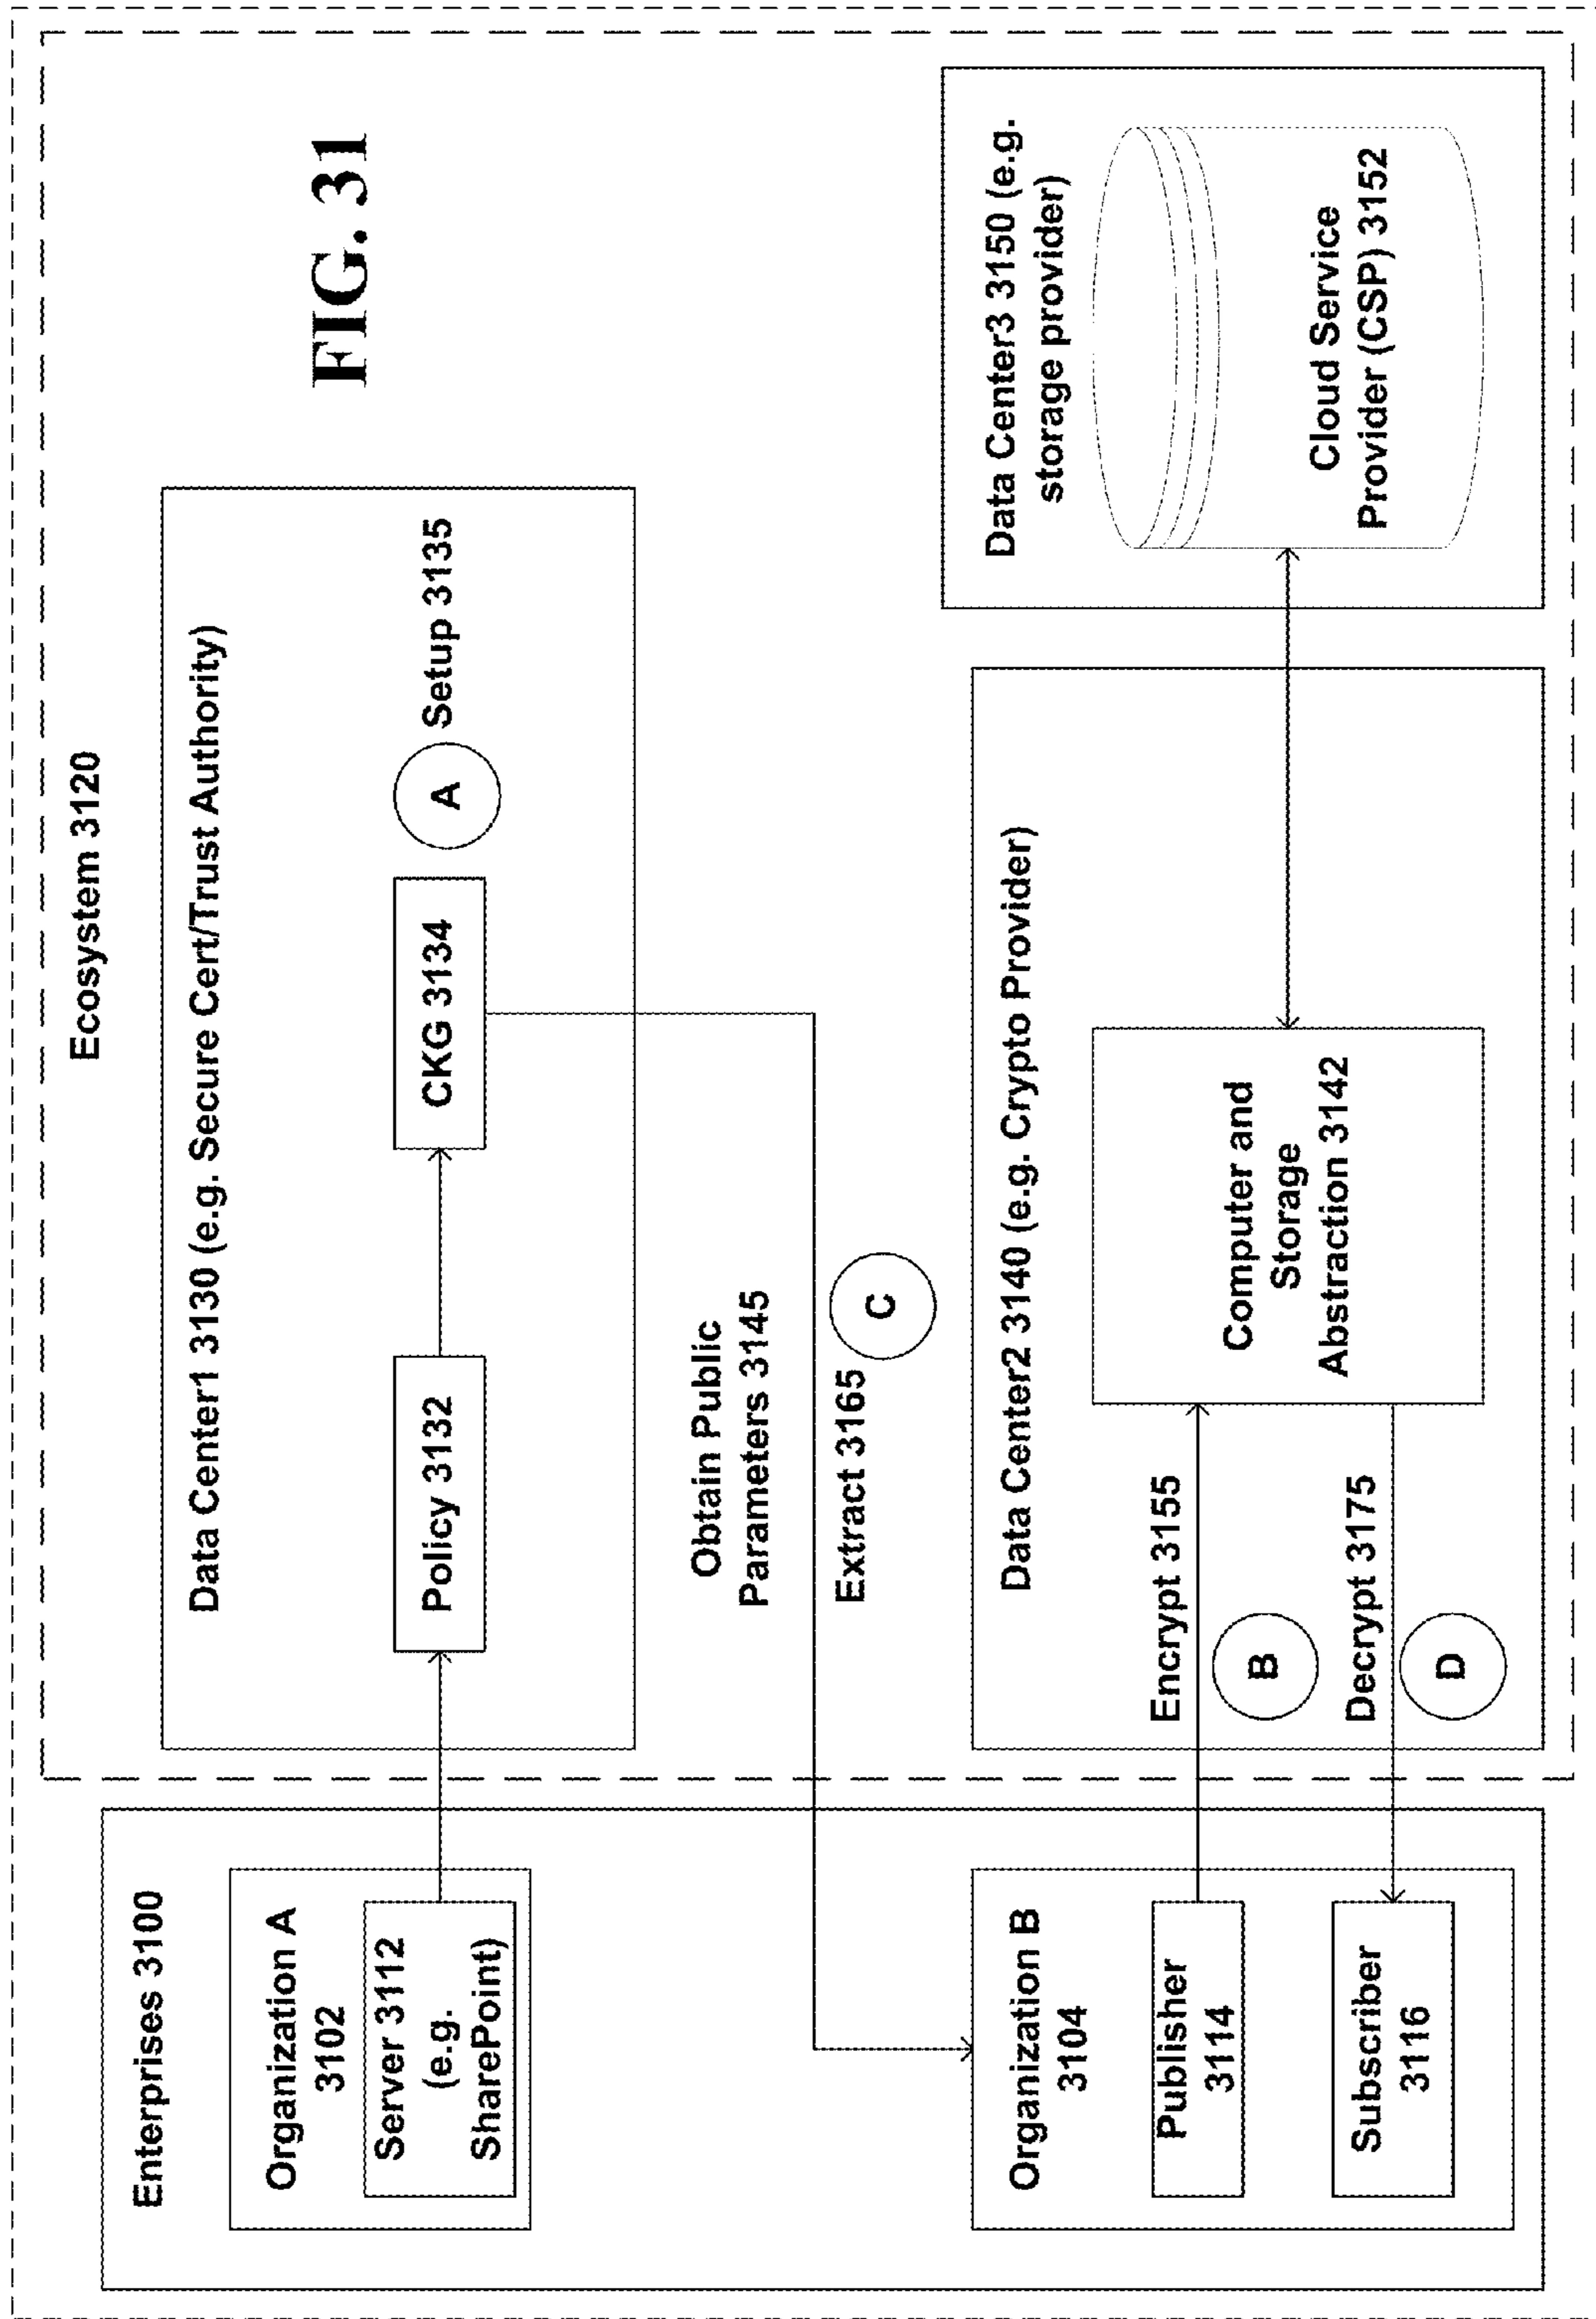 Ecosystem 3120
FIG. 31
Enterprises 3100
Organization A
3102
Server 3112
(e.g.
SharePoint)
Data Center1 3130 (e.g. Secure Cert/Trust Authority)
Policy 3132
CKG 3134
A
Setup 3135
Obtain Public
Parameters 3145
Extract 3165
C
Organization B
3104
Publisher
3114
Subscriber
3116
Data Center2 3140 (e.g. Crypto Provider)
Encrypt 3155
B
Decrypt 3175
D
Computer and
Storage
Abstraction 3142
Data Center3 3150 (e.g.
storage provider)
Cloud Service
Provider (CSP) 3152